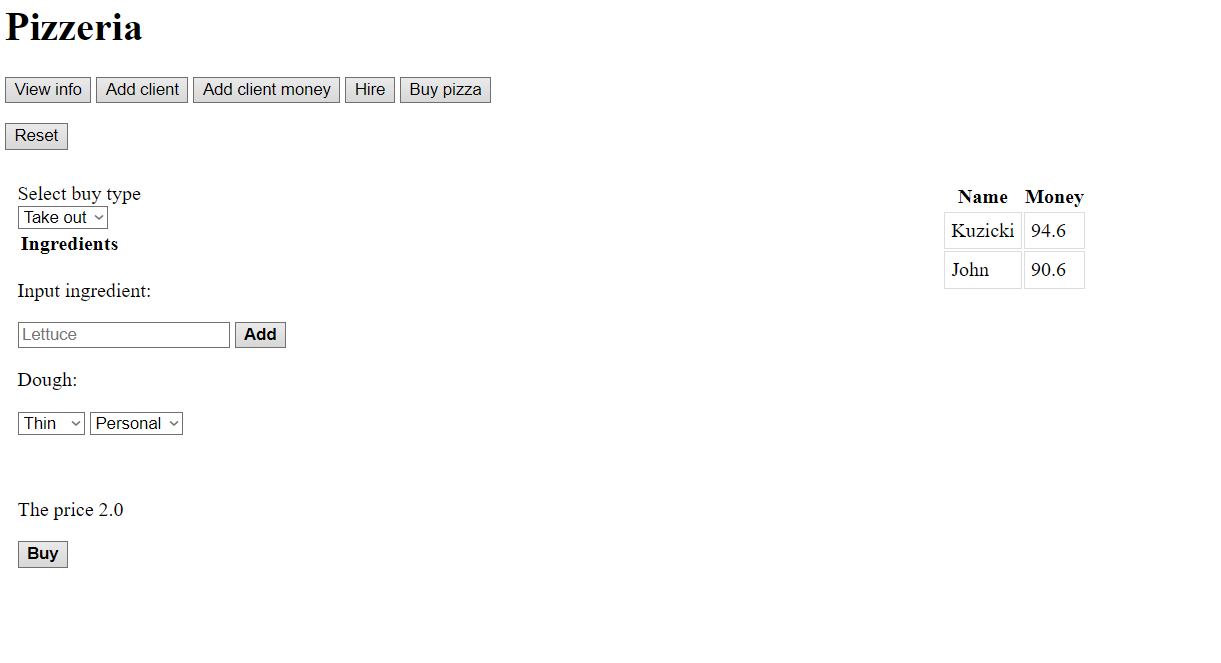 Pizzeria
View info Add client Add client money Hire Buy pizza
Reset
Select buy type
Take out
Ingredients
Input ingredient:
Lettuce Add
Dough:
Thin Personal
The price 2.0
Buy
Name Money
Kuzicki 94.6
John 90.6